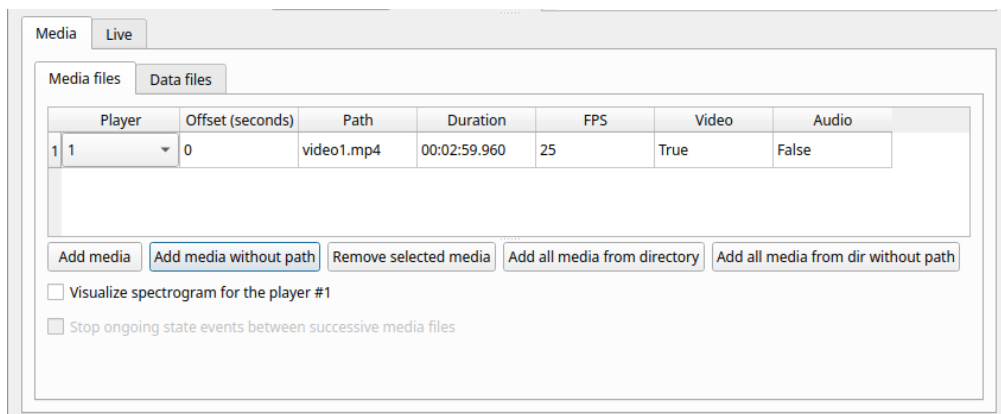 Media Live
Media files Data files
Player Offset (seconds) Path Duration FPS Video Audio
1 1 0 video1.mp4 00:02:59.960 25 True False
Add media Add media without path Remove selected media Add all media from directory Add all media from dir without path
Visualize spectrogram for the player #1
Stop ongoing state events between successive media files